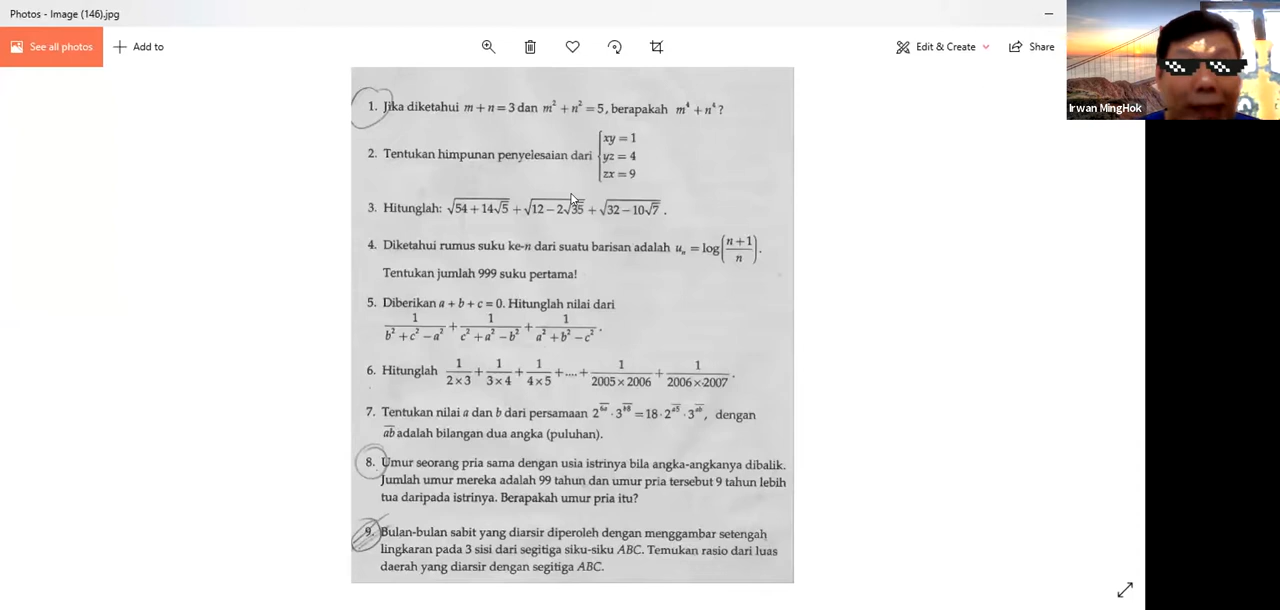 Photos - Image (146).jpg
See all photos
Add to
Edit & Create
Share
Irwan MingHok
1. Jika diketahui m + n = 3 dan m² + n² = 5, berapakah m⁴ + n⁴ ?
2. Tentukan himpunan penyelesaian dari { xy = 1
yz = 4
zx = 9
3. Hitunglah: √(54 + 14√5) + √(12 − 2√35) + √(32 − 10√7) .
4. Diketahui rumus suku ke-n dari suatu barisan adalah uₙ = log((n+1)/n).
Tentukan jumlah 999 suku pertama!
5. Diberikan a + b + c = 0. Hitunglah nilai dari
1/(b² + c² − a²) + 1/(c² + a² − b²) + 1/(a² + b² − c²) .
6. Hitunglah 1/(2×3) + 1/(3×4) + 1/(4×5) + .... + 1/(2005×2006) + 1/(2006×2007) .
7. Tentukan nilai a dan b dari persamaan 2^(6a) · 3^(b8) = 18 · 2^(a5) · 3^(ab), dengan
ab adalah bilangan dua angka (puluhan).
8. Umur seorang pria sama dengan usia istrinya bila angka-angkanya dibalik.
Jumlah umur mereka adalah 99 tahun dan umur pria tersebut 9 tahun lebih
tua daripada istrinya. Berapakah umur pria itu?
9. Bulan-bulan sabit yang diarsir diperoleh dengan menggambar setengah
lingkaran pada 3 sisi dari segitiga siku-siku ABC. Temukan rasio dari luas
daerah yang diarsir dengan segitiga ABC.